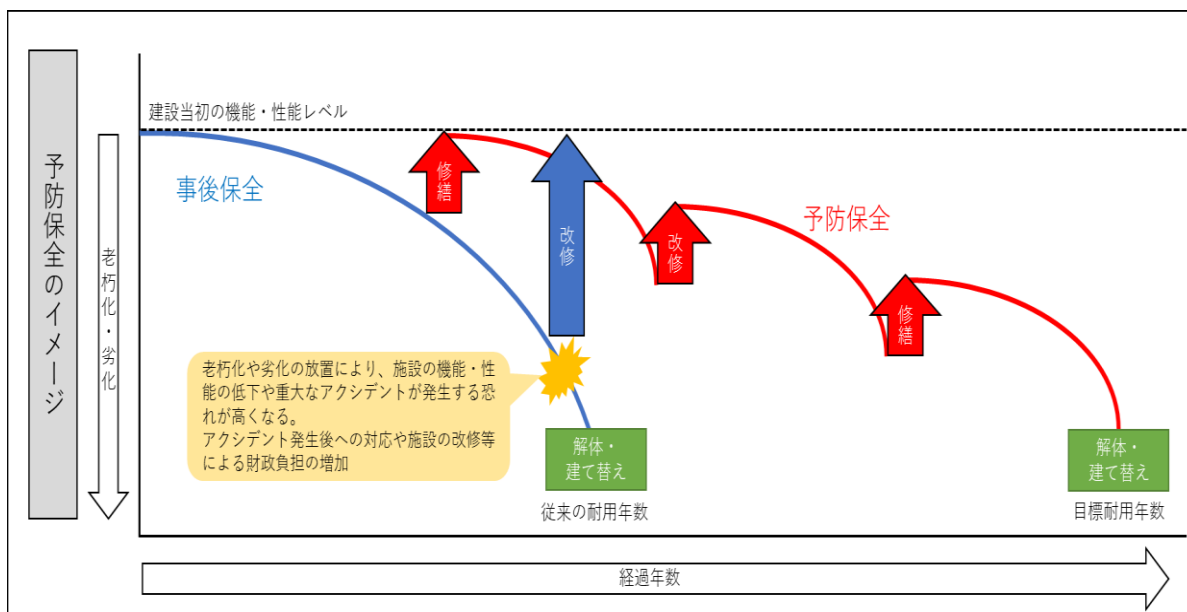 予防保全のイメージ
老朽化・劣化
建設当初の機能・性能レベル
事後保全
修繕
改修
改修
予防保全
修繕
老朽化や劣化の放置により、施設の機能・性
能の低下や重大なアクシデントが発生する恐
れが高くなる。
アクシデント発生後への対応や施設の改修等
による財政負担の増加
解体・
建て替え
従来の耐用年数
解体・
建て替え
目標耐用年数
経過年数